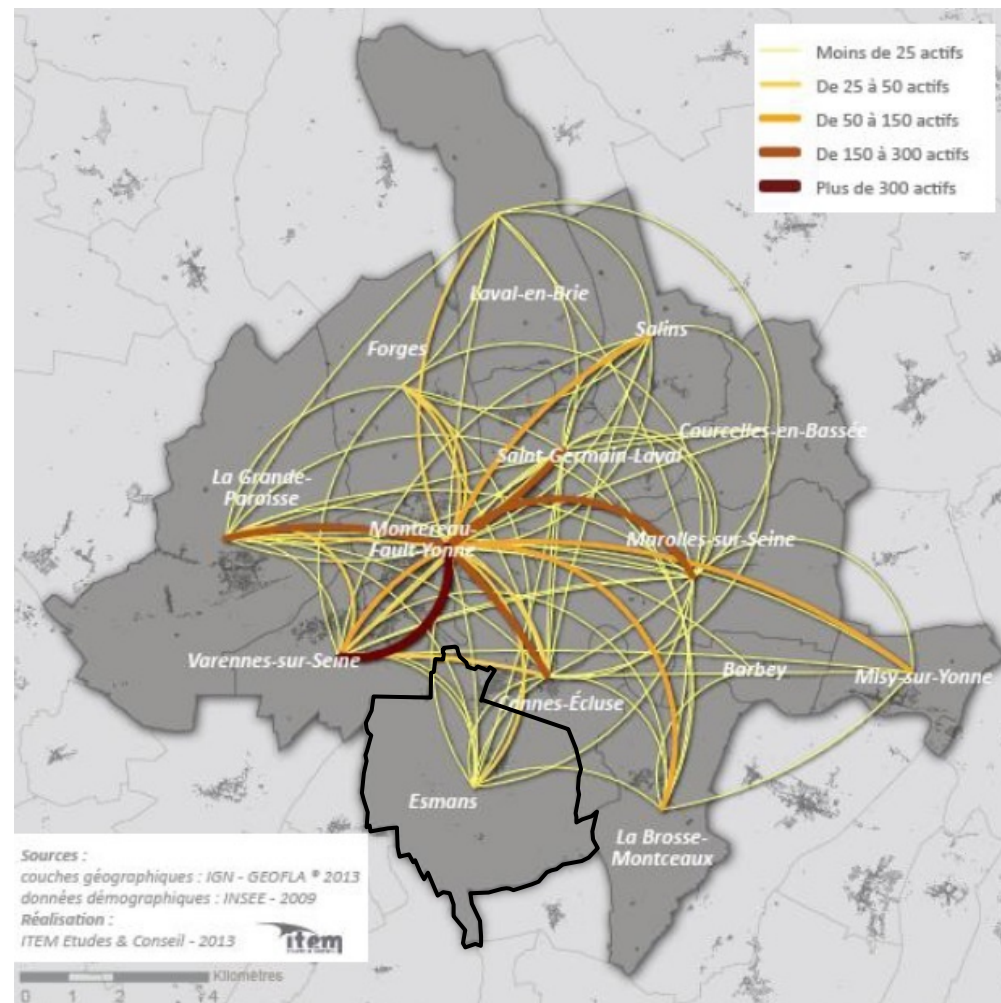 Moins de 25 actifs
De 25 à 50 actifs
De 50 à 150 actifs
De 150 à 300 actifs
Plus de 300 actifs
Laval-en-Brie
Salins
Forges
Courcelles-en-Bassée
Saint-Germain-Laval
La Grande-
Paroisse
Montereau-
Fault-Yonne
Marolles-sur-Seine
Varennes-sur-Seine
Barbey
Misy-sur-Yonne
Cannes-Écluse
Esmans
La Brosse-
Montceaux
Sources :
couches géographiques : IGN - GEOFLA ® 2013
données démographiques : INSEE - 2009
Réalisation :
ITEM Etudes & Conseil - 2013
item
Kilomètres
0 1 2 4